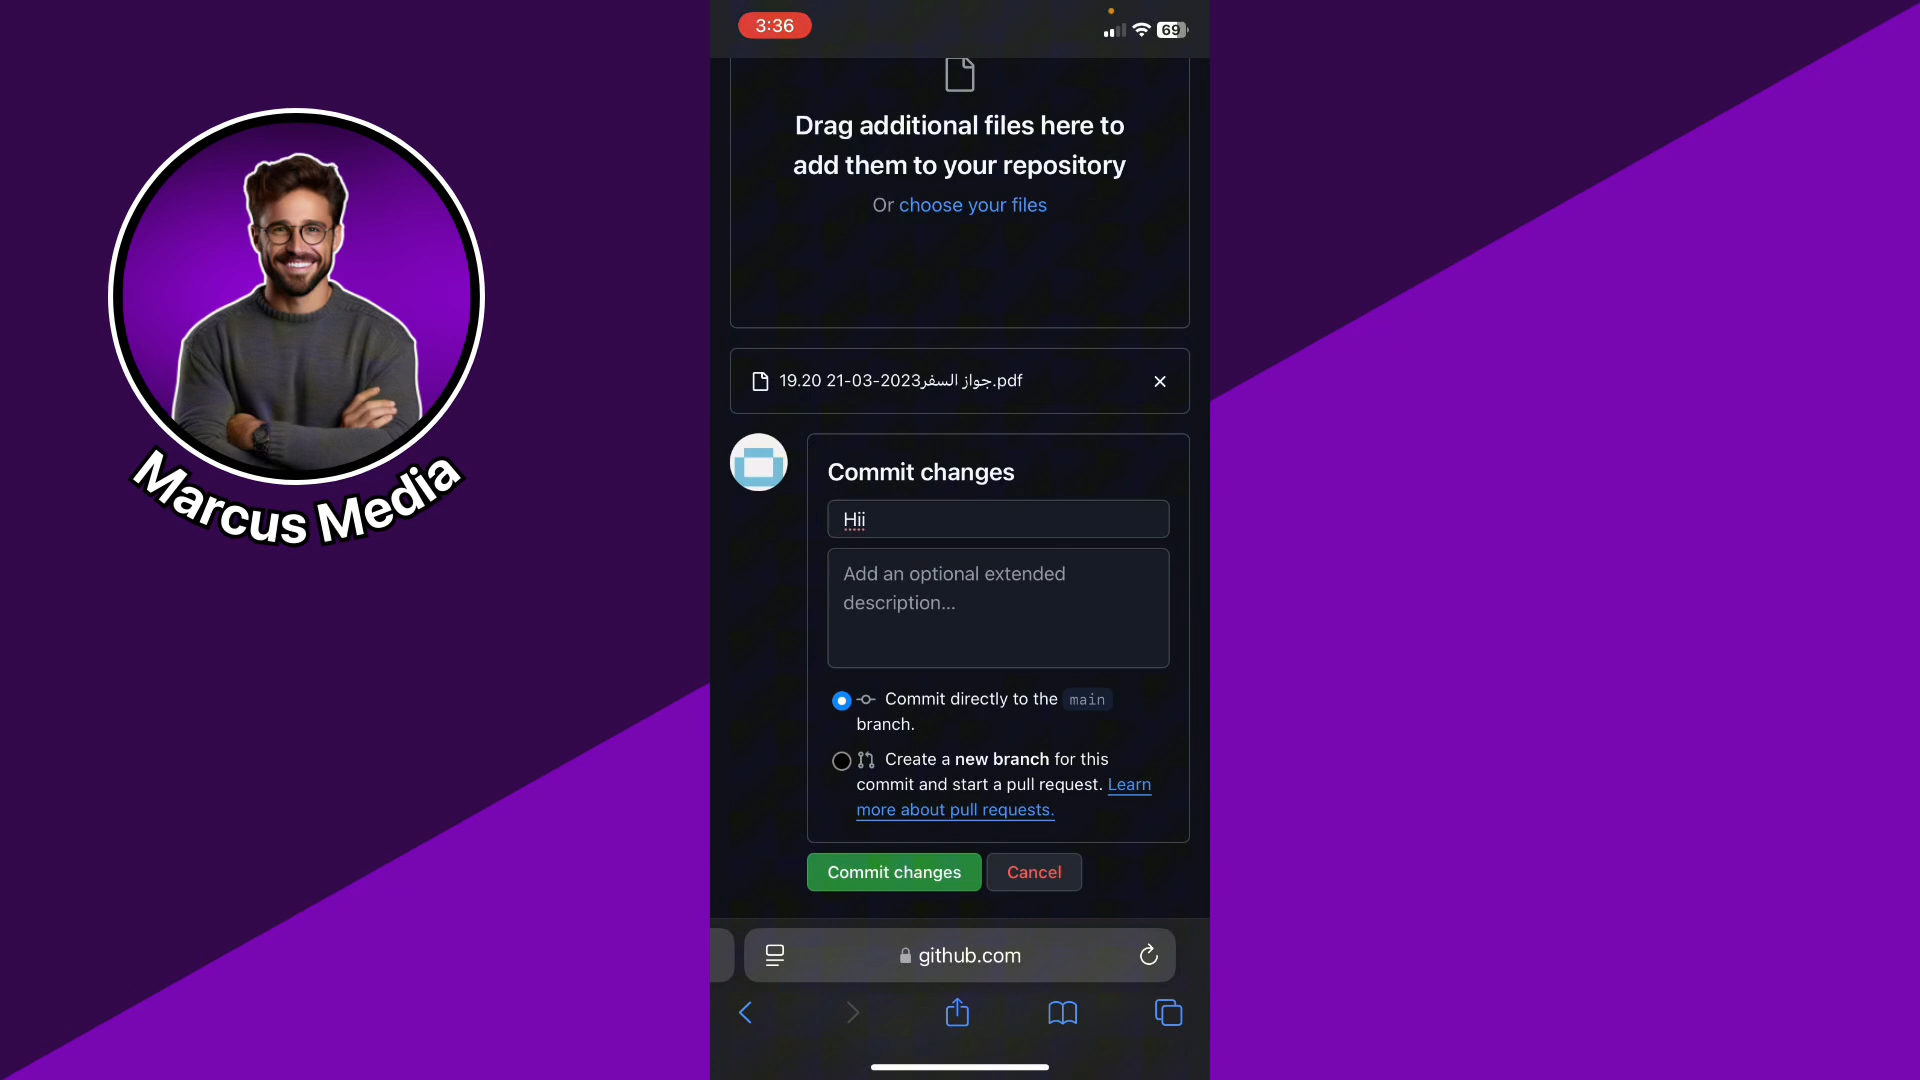 3:36
69
Drag additional files here to
add them to your repository
Or choose your files
19.20 21-03-2023جواز السفر.pdf
Marcus Media
Commit changes
Hii
Add an optional extended
description...
Commit directly to the main
branch.
Create a new branch for this
commit and start a pull request. Learn
more about pull requests.
Commit changes
Cancel
github.com